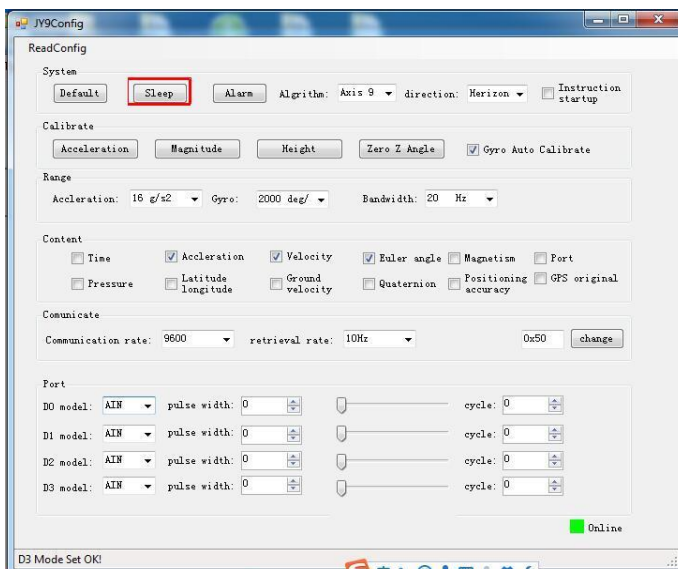 JY9Config
ReadConfig
System
Default Sleep Alarm Algrithm: Axis 9 direction: Herizon Instruction startup
Calibrate
Acceleration Magnitude Height Zero Z Angle Gyro Auto Calibrate
Range
Accleration: 16 g/s2 Gyro: 2000 deg/ Bandwidth: 20 Hz
Content
Time Accleration Velocity Euler angle Magnetism Port
Pressure Latitude longitude Ground velocity Quaternion Positioning accuracy GPS original
Comunicate
Communication rate: 9600 retrieval rate: 10Hz 0x50 change
Port
D0 model: AIN pulse width: 0 cycle: 0
D1 model: AIN pulse width: 0 cycle: 0
D2 model: AIN pulse width: 0 cycle: 0
D3 model: AIN pulse width: 0 cycle: 0
Online
D3 Mode Set OK!